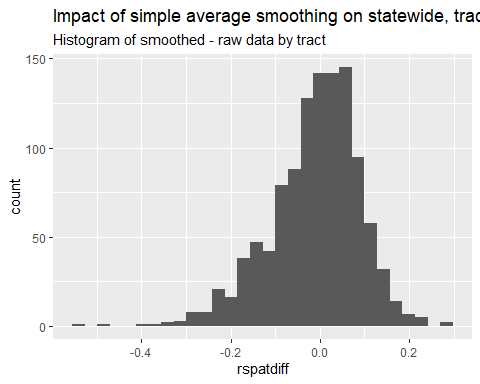 Impact of simple average smoothing on statewide,
Histogram of smoothed - raw data by tract
150
100
50
0
count
-0.4
-0.2
0.0
0.2
rspatdiff